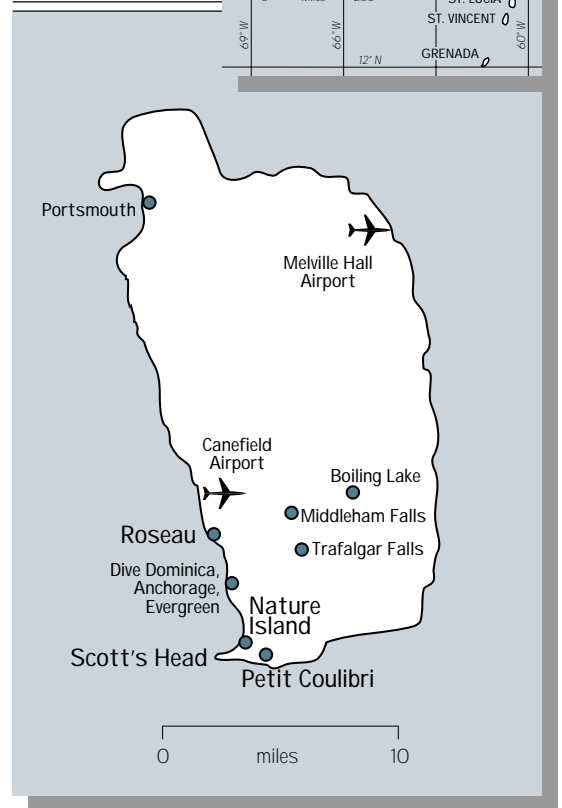 ST. LUCIA
ST. VINCENT
69° W
66° W
60° W
GRENADA
12° N
Portsmouth
Melville Hall
Airport
Canefield
Airport
Boiling Lake
Middleham Falls
Roseau
Trafalgar Falls
Dive Dominica,
Anchorage,
Evergreen
Nature
Island
Scott's Head
Petit Coulibri
0
miles
10